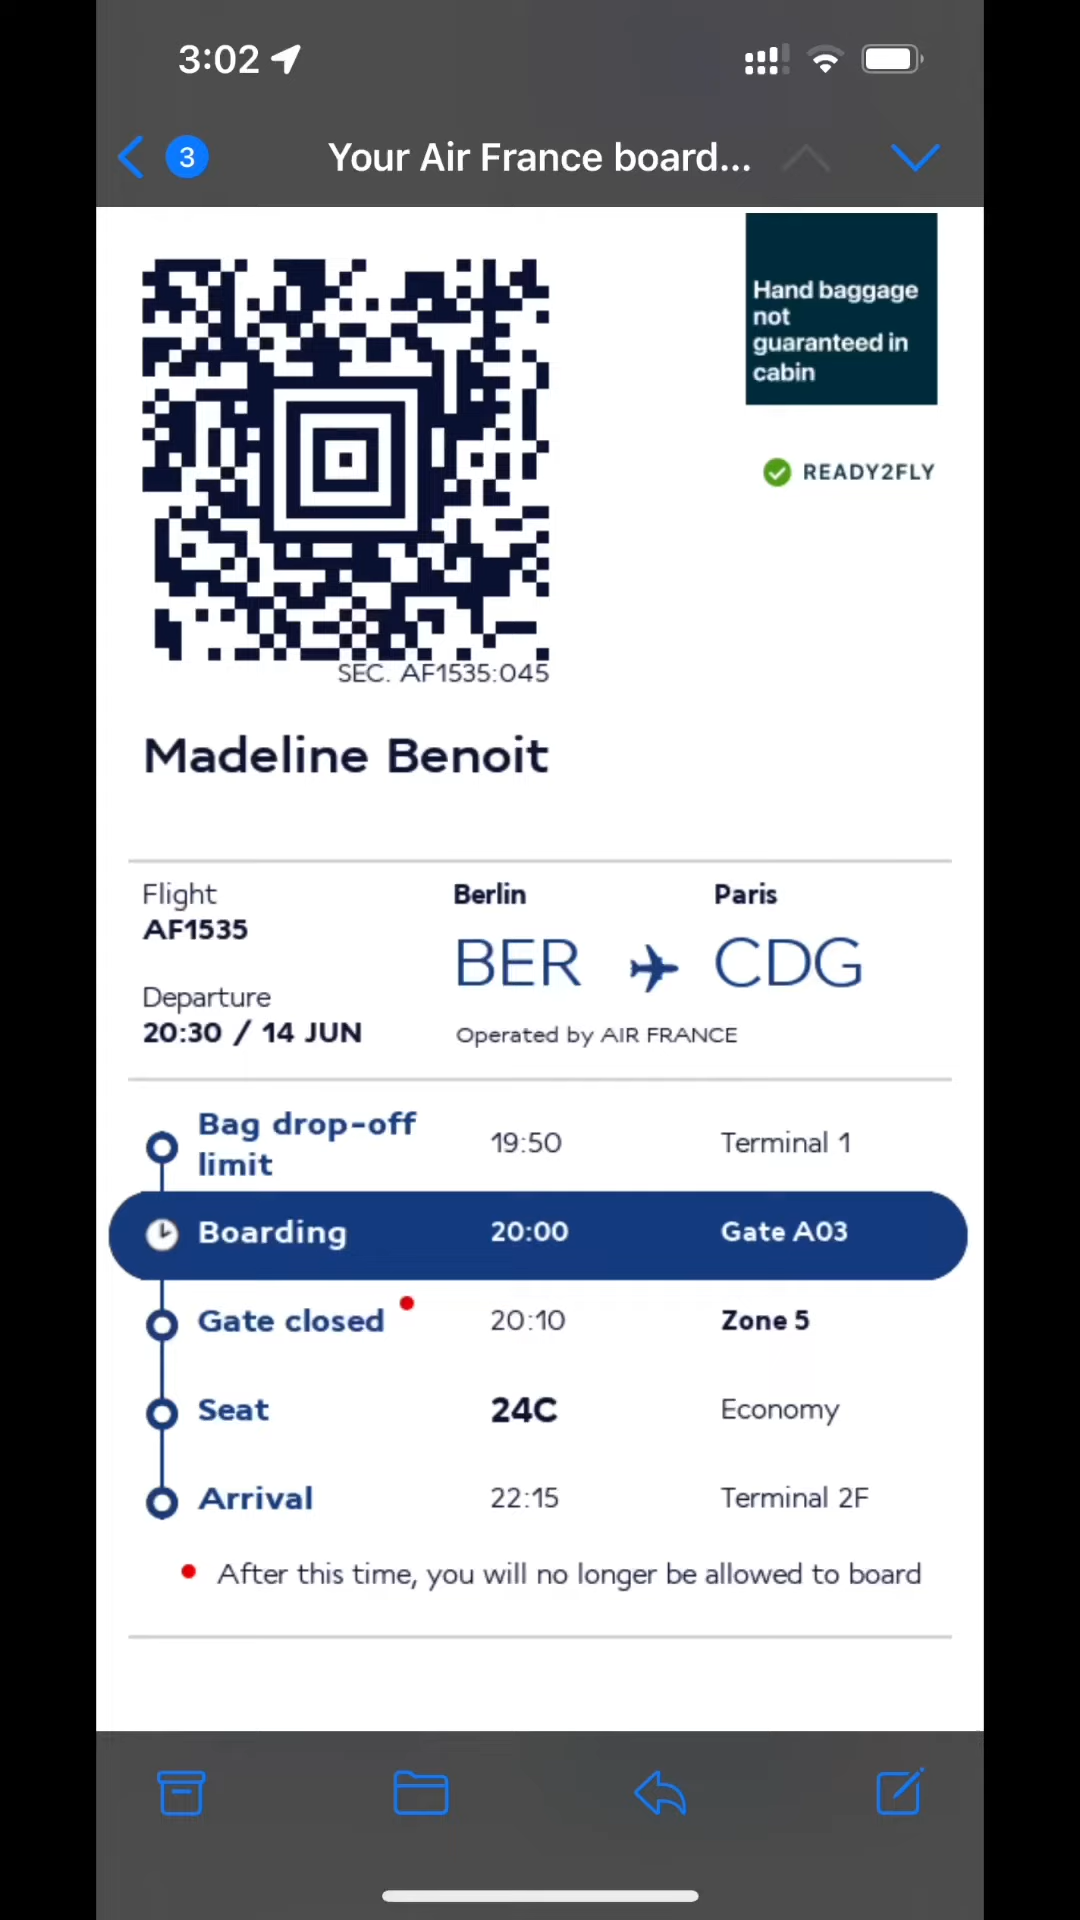 3:02
3
Your Air France board...
Hand baggage
not
guaranteed in
cabin
READY2FLY
SEC. AF1535:045
Madeline Benoit
Flight
AF1535
Berlin
Paris
BER
CDG
Departure
20:30 / 14 JUN
Operated by AIR FRANCE
Bag drop-off
limit
19:50
Terminal 1
Boarding
20:00
Gate A03
Gate closed
20:10
Zone 5
Seat
24C
Economy
Arrival
22:15
Terminal 2F
After this time, you will no longer be allowed to board